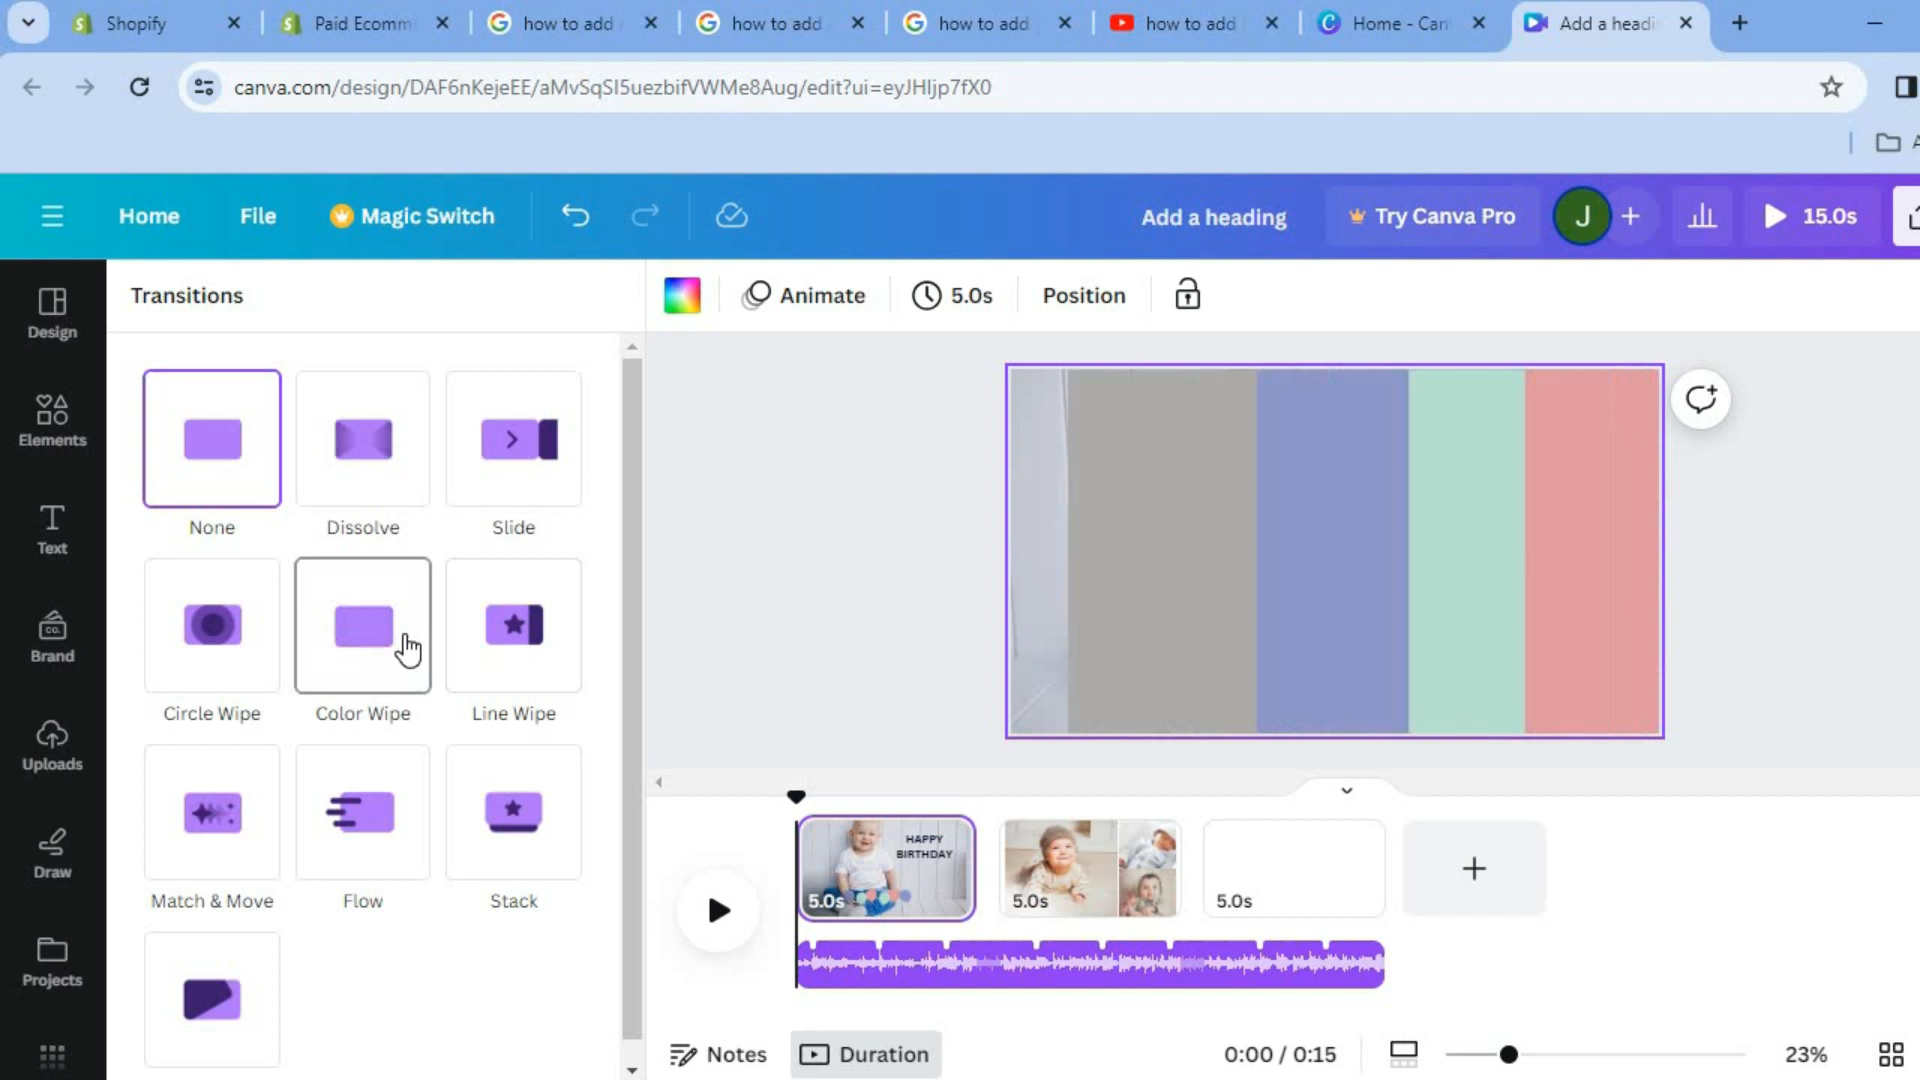 Shopify
Paid Ecomm
how to add
how to add
how to add
how to add
Home - Can
Add a headi
canva.com/design/DAF6nKejeEE/aMvSqSI5uezbifVWMe8Aug/edit?ui=eyJHIjp7fX0
A
Home
File
Magic Switch
Add a heading
Try Canva Pro
J
15.0s
Transitions
Animate
5.0s
Position
Design
Elements
Text
CO.
Brand
Uploads
Draw
Projects
None
Dissolve
Slide
Circle Wipe
Color Wipe
Line Wipe
Match & Move
Flow
Stack
HAPPY
BIRTHDAY
5.0s
5.0s
5.0s
Notes
Duration
0:00 / 0:15
23%